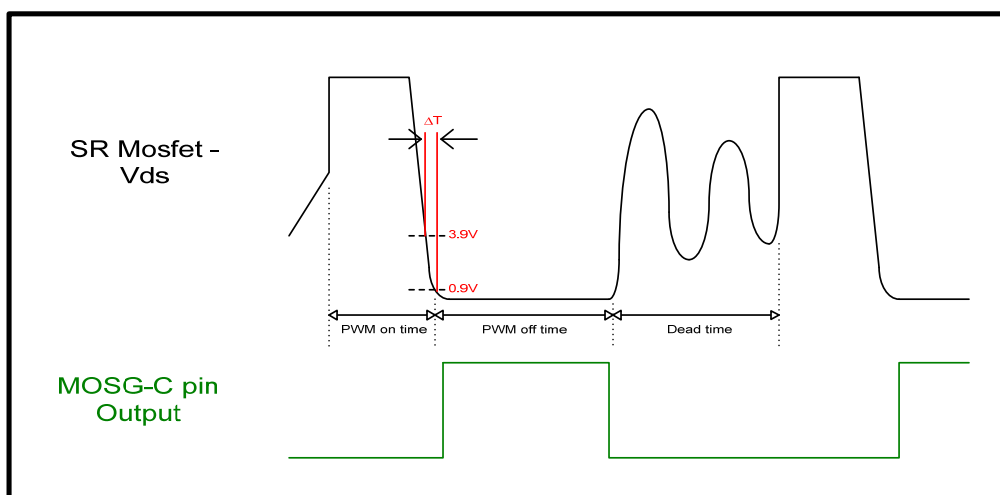 ΔT
SR Mosfet -
Vds
3.9V
0.9V
PWM on time
PWM off time
Dead time
MOSG-C pin
Output